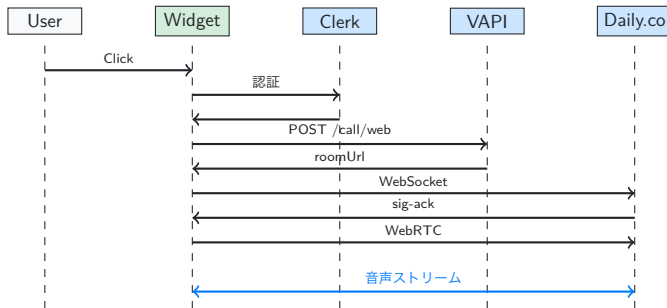 User Widget Clerk VAPI Daily.co
Click
認証
POST /call/web
roomUrl
WebSocket
sig-ack
WebRTC
音声ストリーム